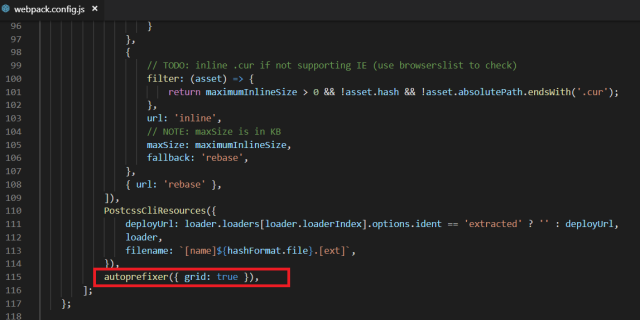 webpack.config.js
96 }
97 },
98 {
99 // TODO: inline .cur if not supporting IE (use browserslist to check)
100 filter: (asset) => {
101 return maximumInlineSize > 0 && !asset.hash && !asset.absolutePath.endsWith('.cur');
102 },
103 url: 'inline',
104 // NOTE: maxSize is in KB
105 maxSize: maximumInlineSize,
106 fallback: 'rebase',
107 },
108 { url: 'rebase' },
109 ]),
110 PostcssCliResources({
111 deployUrl: loader.loaders[loader.loaderIndex].options.ident == 'extracted' ? '' : deployUrl,
112 loader,
113 filename: `[name]${hashFormat.file}.[ext]`,
114 }),
115 autoprefixer({ grid: true }),
116 ];
117 };
118